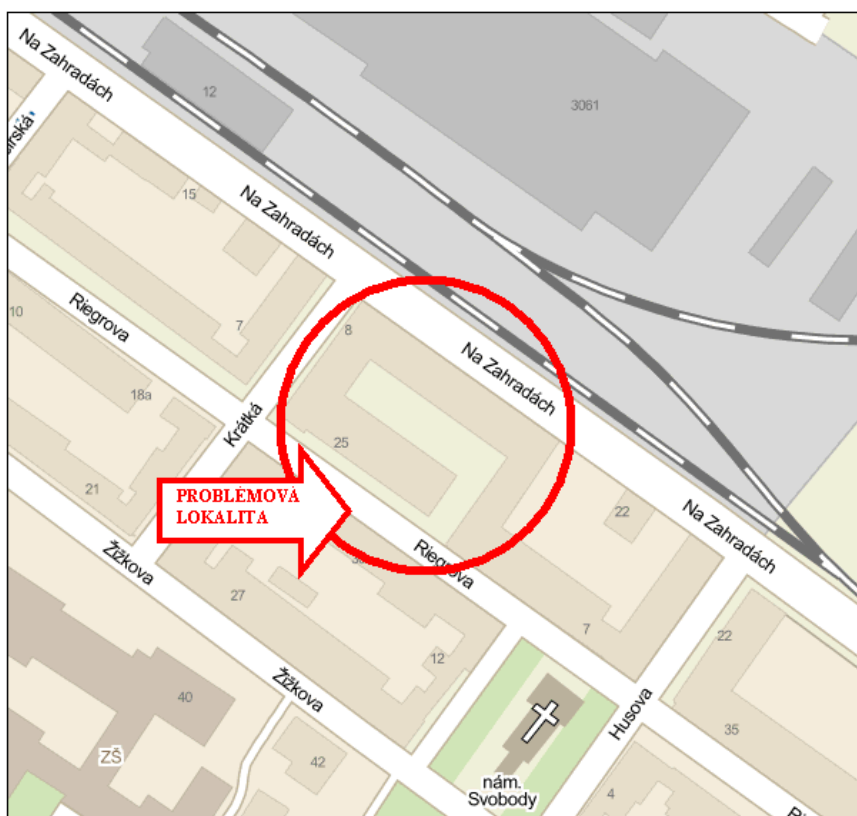 Na Zahradách
12
3061
15
Na Zahradách
Riegrova
7
8
10
18a
Krátká
Na Zahradách
25
21
PROBLÉMOVÁ
LOKALITA
Žižkova
Riegrova
22
Na Zahradách
27
7
12
22
Žižkova
40
Husova
35
ZŠ
42
nám.
Svobody
4